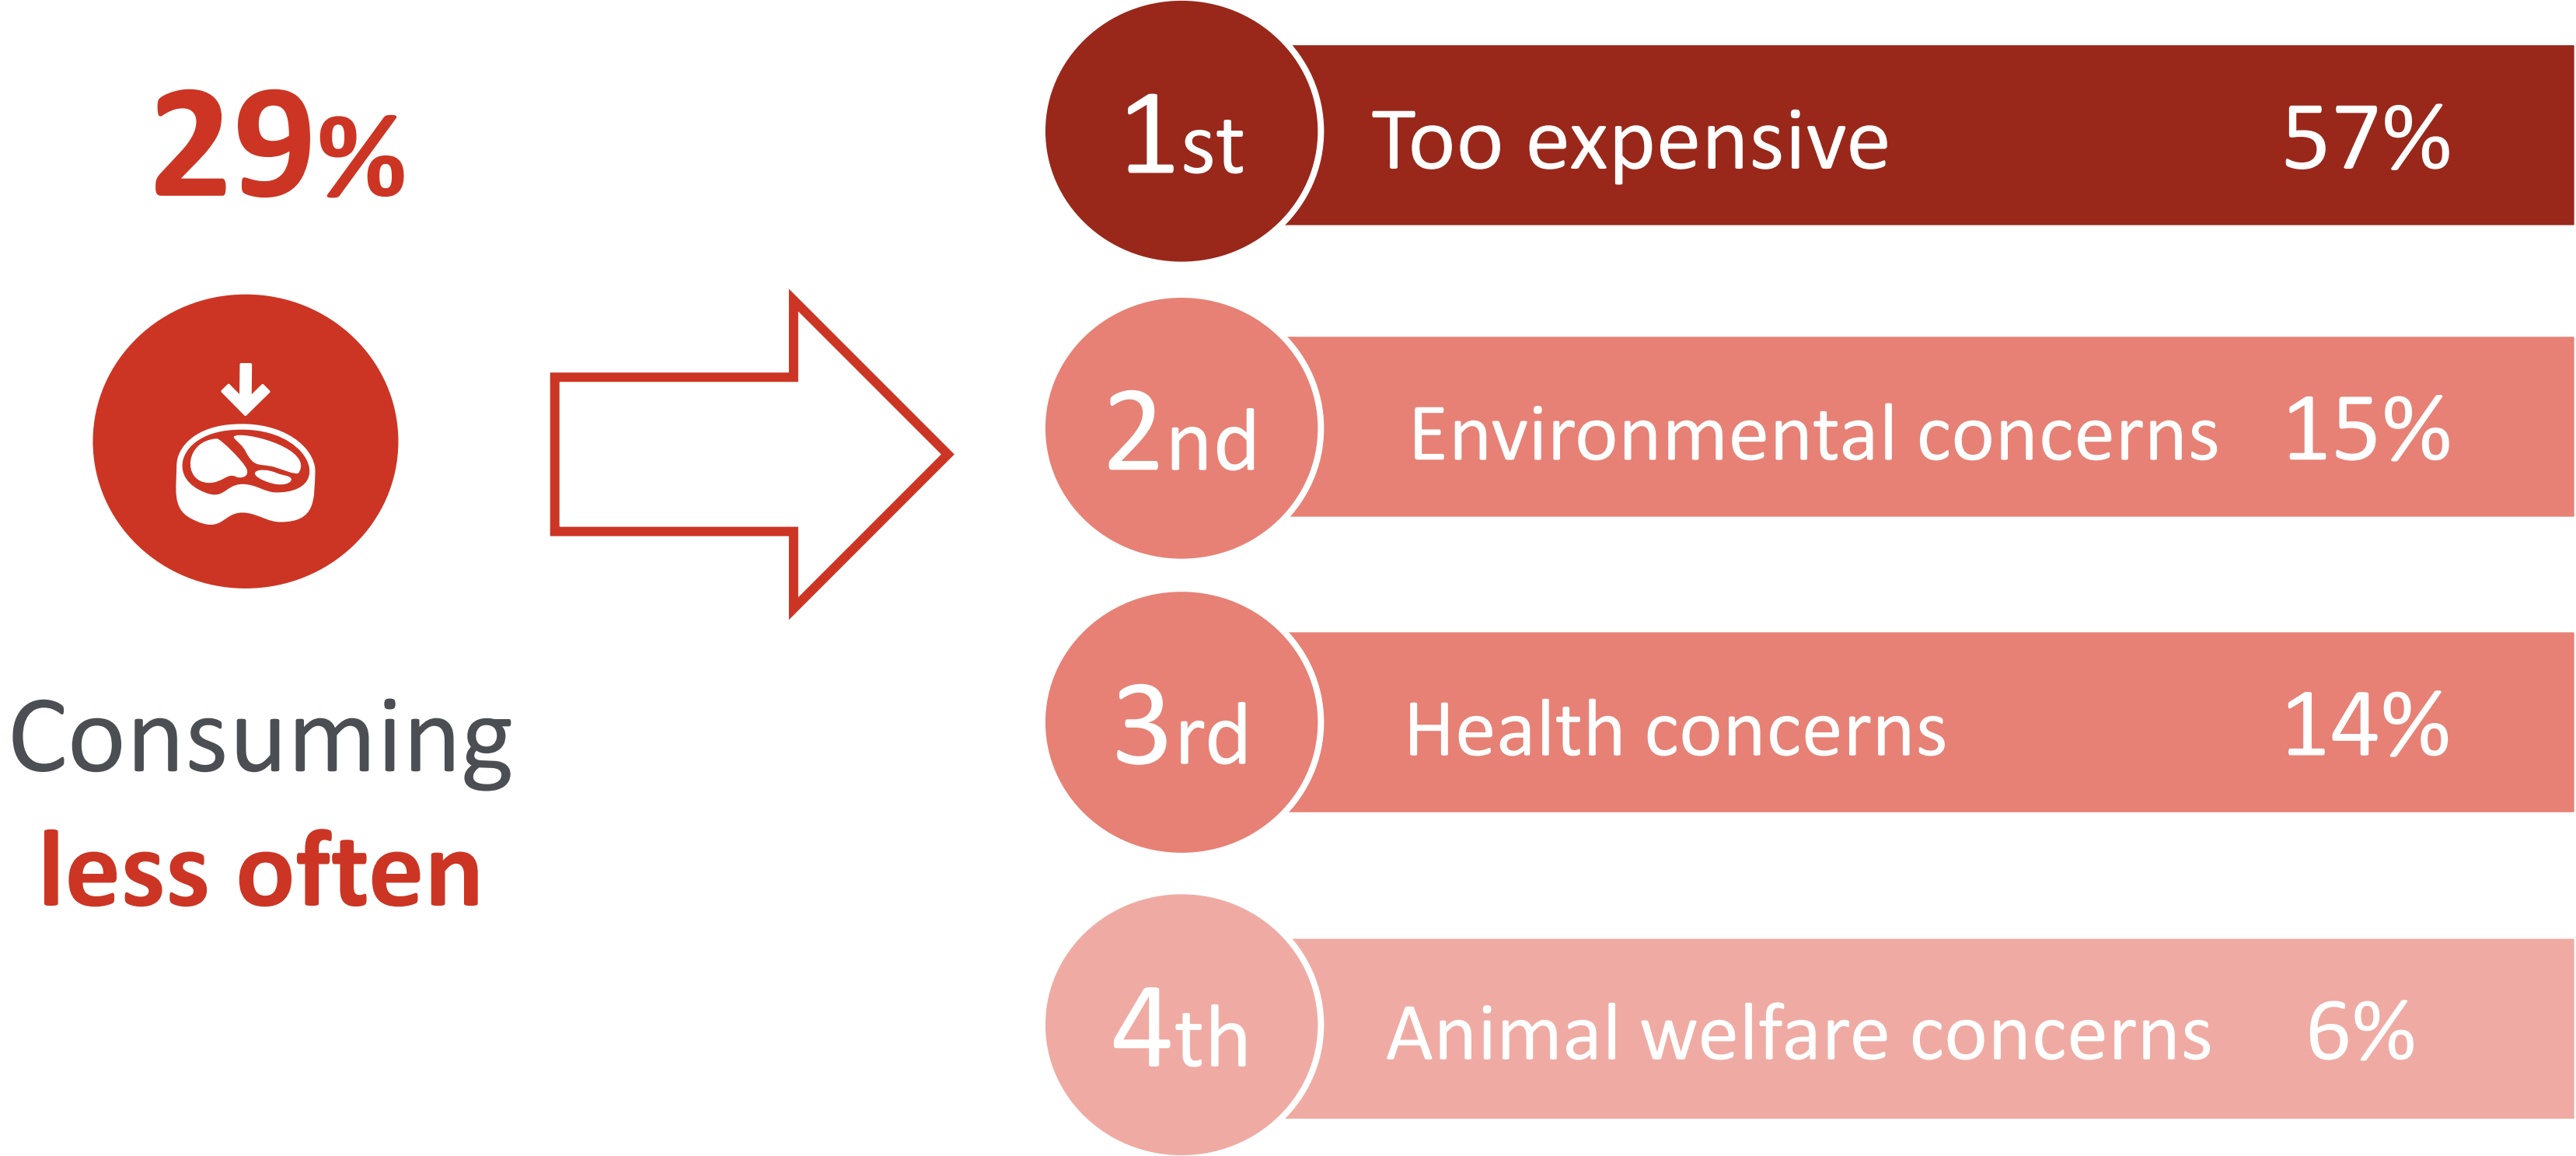 29%
Consuming
less often
1st Too expensive 57%
2nd Environmental concerns 15%
3rd Health concerns 14%
4th Animal welfare concerns 6%